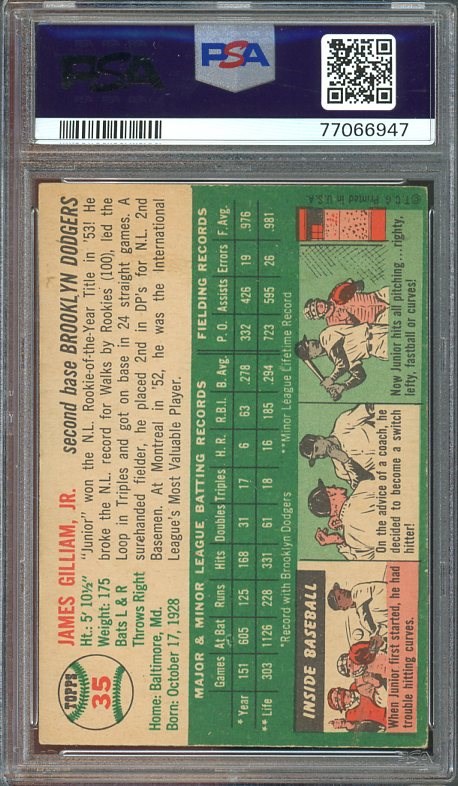 PSA
PSA
77066947
TOPPS
35
JAMES GILLIAM, JR.
second base BROOKLYN DODGERS
Ht.: 5' 10½"
Weight: 175
Bats L & R
Throws Right
Home: Baltimore, Md.
Born: October 17, 1928
"Junior" won the N.L. Rookie-of-the-Year Title in '53! He
broke the N.L. record for Walks by Rookies (100), led the
Loop in Triples and got on base in 24 straight games. A
surehanded fielder, he placed 2nd in DP's for N.L. 2nd
Basemen. At Montreal in '52, he was the International
League's Most Valuable Player.
MAJOR & MINOR LEAGUE BATTING RECORDS FIELDING RECORDS
Games At Bat Runs Hits Doubles Triples H. R. R.B.I. B. Avg. P. O. Assists Errors F. Avg.
*Year 151 605 125 168 31 17 6 63 .278 332 426 19 .976
**Life 303 1126 228 331 61 18 16 185 .294 723 595 26 .981
*Record with Brooklyn Dodgers **Minor League Lifetime Record
INSIDE BASEBALL
When Junior first started, he had
trouble hitting curves.
On the advice of a coach, he
decided to become a switch
hitter!
Now Junior hits all pitching...righty,
lefty, fastball or curves!
©T.C.G. Printed in U.S.A.